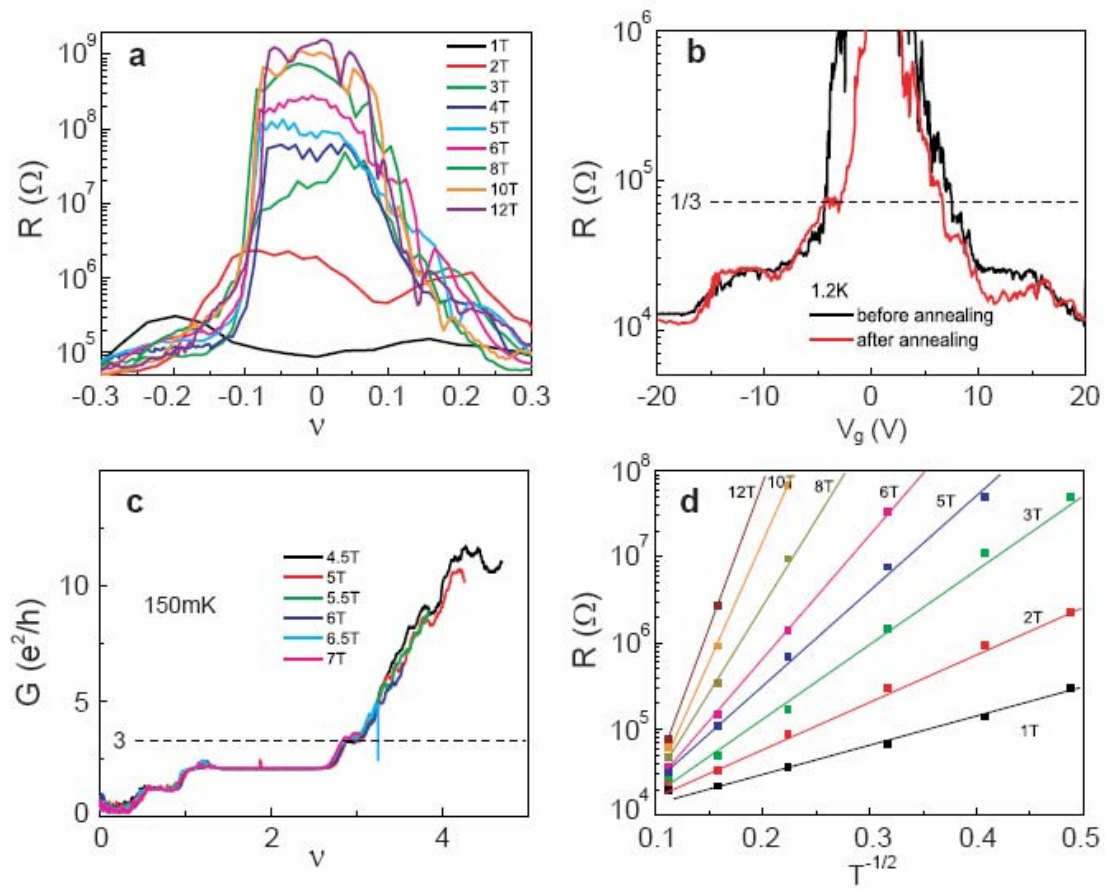 a
R (Ω)
10⁹
10⁸
10⁷
10⁶
10⁵
-0.3 -0.2 -0.1 0 0.1 0.2 0.3
ν
1T
2T
3T
4T
5T
6T
8T
10T
12T
b
R (Ω)
10⁶
10⁵
1/3
10⁴
1.2K
before annealing
after annealing
-20 -10 0 10 20
V_g (V)
c
G (e²/h)
10
5
3
0
150mK
4.5T
5T
5.5T
6T
6.5T
7T
0 2 4
ν
d
R (Ω)
10⁸
10⁷
10⁶
10⁵
10⁴
12T
10T
8T
6T
5T
3T
2T
1T
0.1 0.2 0.3 0.4 0.5
T^-1/2